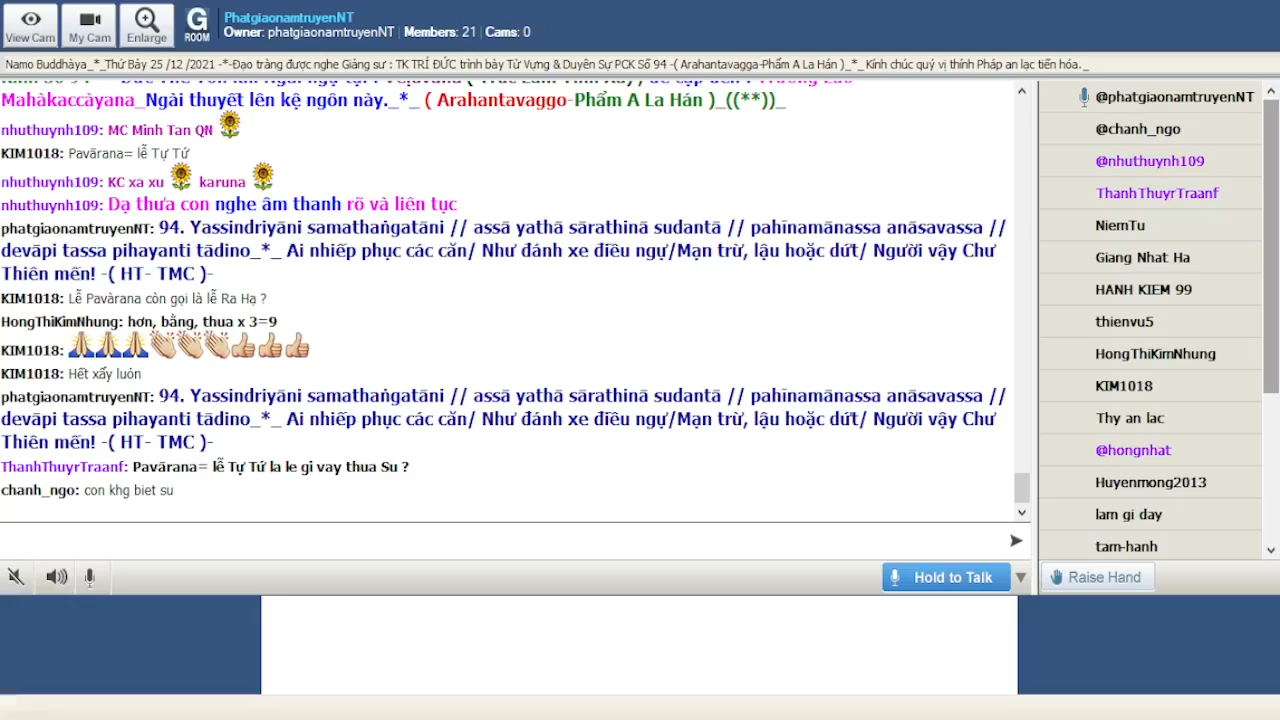 View Cam
My Cam
Enlarge
G
ROOM
PhatgiaonamtruyenNT
Owner: phatgiaonamtruyenNT | Members: 21 | Cams: 0
Namo Buddhàya_*_Thứ Bảy 25 /12 /2021 -*-Đạo tràng được nghe Giảng sư : TK TRÍ ĐỨC trình bày Từ Vựng & Duyên Sự PCK Số 94 -( Arahantavagga-Phẩm A La Hán )_*_ Kính chúc quý vị thính Pháp an lạc tiến hóa._
Mahàkaccàyana_Ngài thuyết lên kệ ngôn này._*_ ( Arahantavaggo-Phẩm A La Hán )_((**))_
nhuthuynh109: MC Minh Tan QN
KIM1018: Pavārana= lễ Tự Tứ
nhuthuynh109: KC xa xu karuna
nhuthuynh109: Dạ thưa con nghe âm thanh rõ và liên tục
phatgiaonamtruyenNT: 94. Yassindriyāni samathaṅgatāni // assā yathā sārathinā sudantā // pahīnamānassa anāsavassa //
devāpi tassa pihayanti tādino_*_ Ai nhiếp phục các căn/ Như đánh xe điều ngự/Mạn trừ, lậu hoặc dứt/ Người vậy Chư
Thiên mến! -( HT- TMC )-
KIM1018: Lễ Pavàrana còn gọi là lễ Ra Hạ ?
HongThiKimNhung: hơn, bằng, thua x 3=9
KIM1018:
KIM1018: Hết xẩy luón
phatgiaonamtruyenNT: 94. Yassindriyāni samathaṅgatāni // assā yathā sārathinā sudantā // pahīnamānassa anāsavassa //
devāpi tassa pihayanti tādino_*_ Ai nhiếp phục các căn/ Như đánh xe điều ngự/Mạn trừ, lậu hoặc dứt/ Người vậy Chư
Thiên mến! -( HT- TMC )-
ThanhThuyrTraanf: Pavārana= lễ Tự Tứ la le gi vay thua Su ?
chanh_ngo: con khg biet su
Hold to Talk
@phatgiaonamtruyenNT
@chanh_ngo
@nhuthuynh109
ThanhThuyrTraanf
NiemTu
Giang Nhat Ha
HANH KIEM 99
thienvu5
HongThiKimNhung
KIM1018
Thy an lac
@hongnhat
Huyenmong2013
lam gi day
tam-hanh
Raise Hand